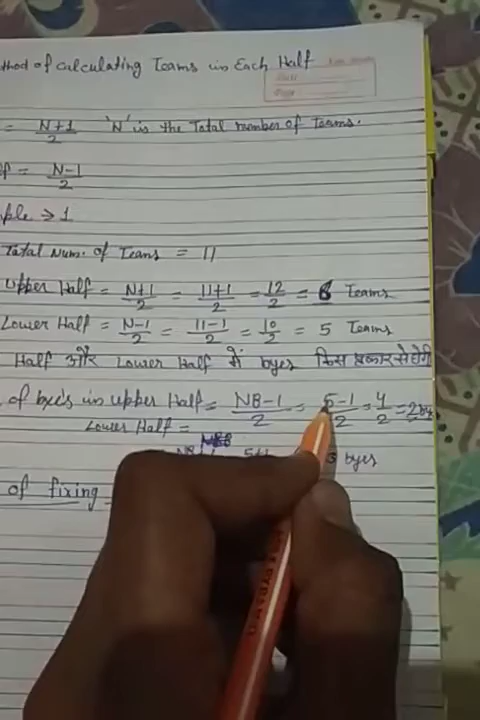 thod of calculating Teams in Each Half
= N+1/2 'N' is the Total number of Teams.
= N-1/2
ple → 1
Total Num. of Teams = 11
Upper Half = N+1/2 = 11+1/2 = 12/2 = 6 Teams
Lower Half = N-1/2 = 11-1/2 = 10/2 = 5 Teams
Half और Lower Half में byes किस प्रकार से होगी
of bye's in upper Half = NB-1/2 = 5-1/2 = 4/2 = 2
Lower Half =
5+1 3 byes
of fixing